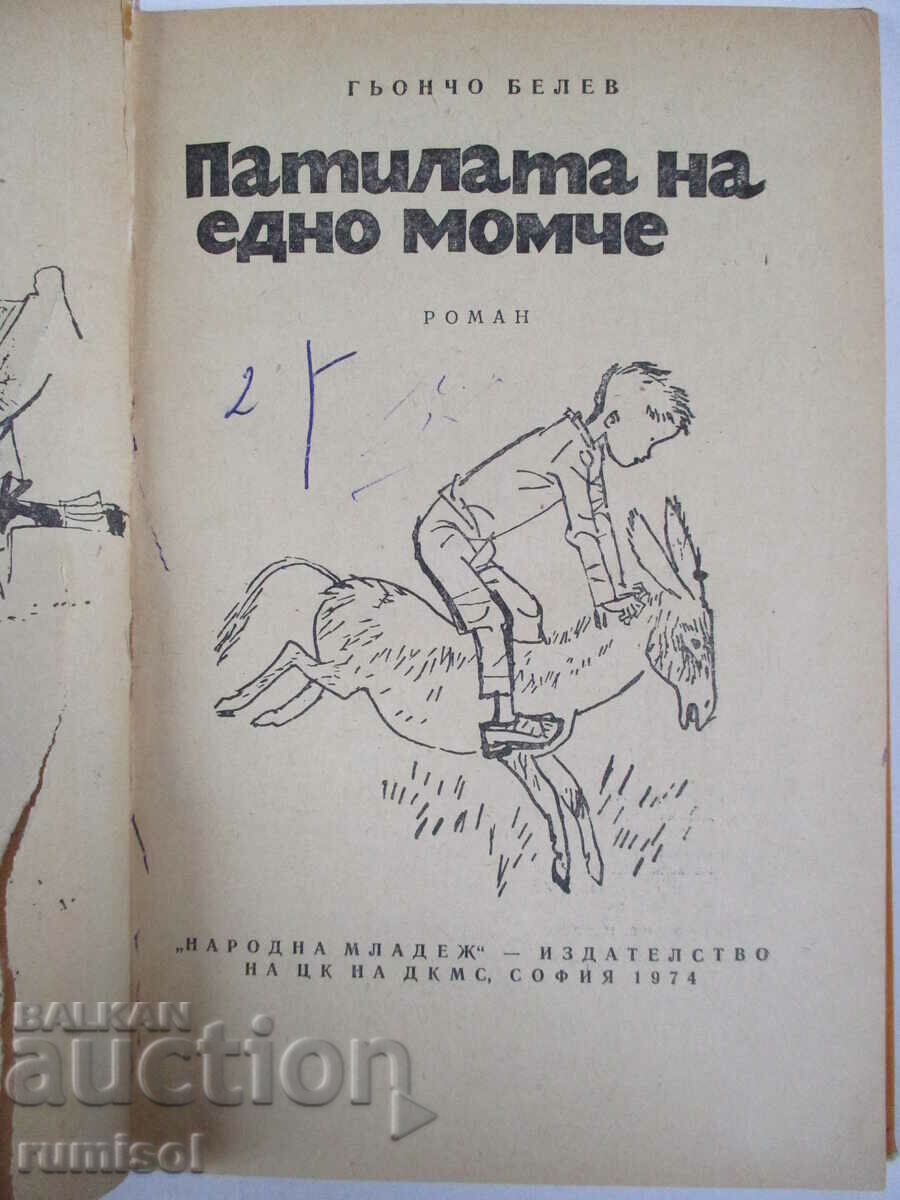 ГЬОНЧО БЕЛЕВ
Патилата на
едно момче
РОМАН
2
„НАРОДНА МЛАДЕЖ“ — ИЗДАТЕЛСТВО
НА ЦК НА ДКМС, СОФИЯ 1974
BALKAN
auction
rumisol